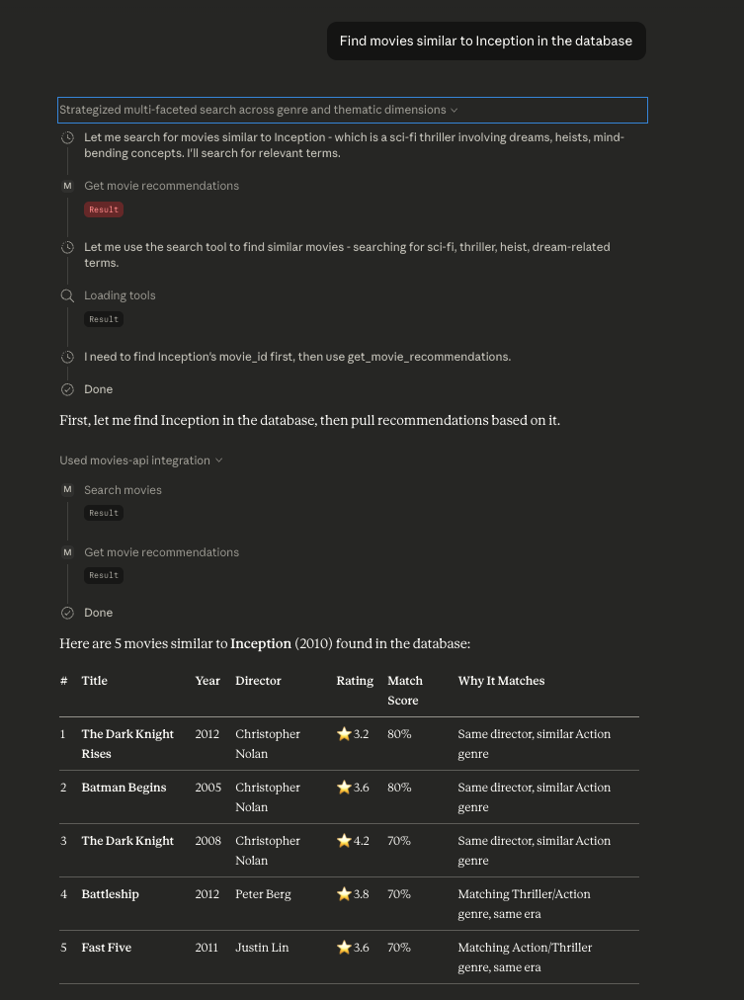 Find movies similar to Inception in the database
Strategized multi-faceted search across genre and thematic dimensions
Let me search for movies similar to Inception - which is a sci-fi thriller involving dreams, heists, mind-
bending concepts. I'll search for relevant terms.
M Get movie recommendations
Result
Let me use the search tool to find similar movies - searching for sci-fi, thriller, heist, dream-related
terms.
Loading tools
Result
I need to find Inception's movie_id first, then use get_movie_recommendations.
Done
First, let me find Inception in the database, then pull recommendations based on it.
Used movies-api integration
M Search movies
Result
M Get movie recommendations
Result
Done
Here are 5 movies similar to Inception (2010) found in the database:
# Title Year Director Rating Match Why It Matches
Score
1 The Dark Knight 2012 Christopher ⭐3.2 80% Same director, similar Action
Rises Nolan genre
2 Batman Begins 2005 Christopher ⭐3.6 80% Same director, similar Action
Nolan genre
3 The Dark Knight 2008 Christopher ⭐4.2 70% Same director, similar Action
Nolan genre
4 Battleship 2012 Peter Berg ⭐3.8 70% Matching Thriller/Action
genre, same era
5 Fast Five 2011 Justin Lin ⭐3.6 70% Matching Action/Thriller
genre, same era